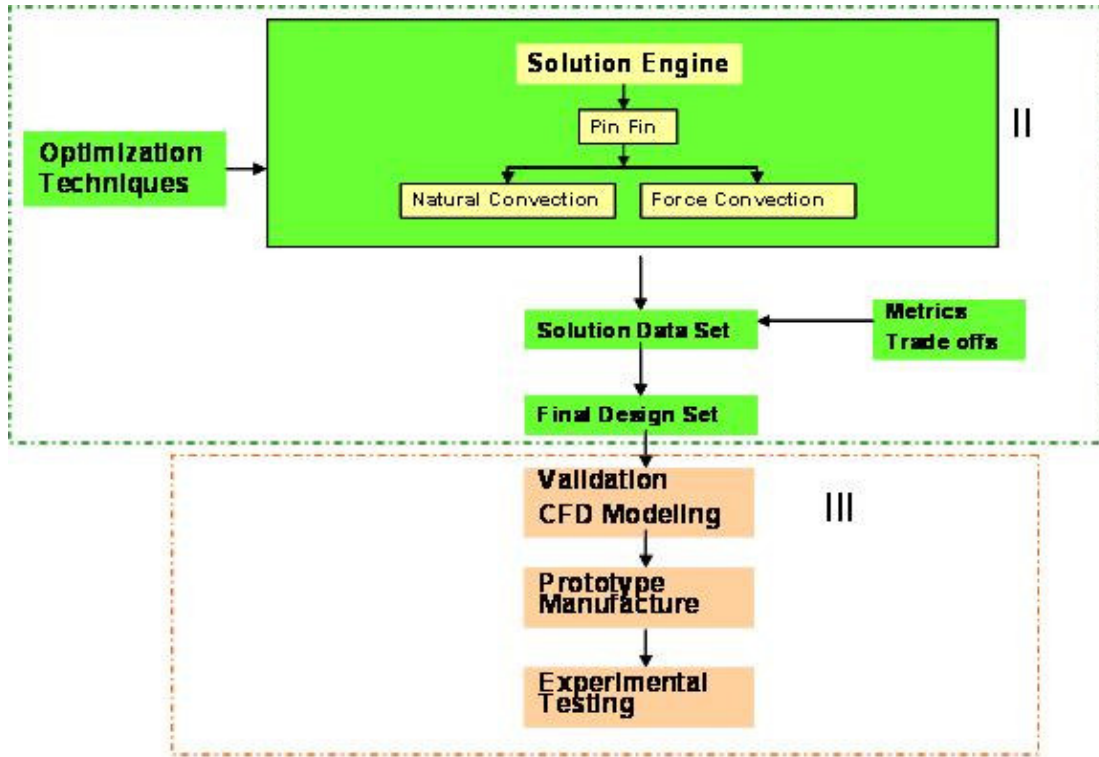 Solution Engine
Pin Fin
II
Optimization
Techniques
Natural Convection
Force Convection
Metrics
Trade offs
Solution Data Set
Final Design Set
Validation
CFD Modeling
III
Prototype
Manufacture
Experimental
Testing